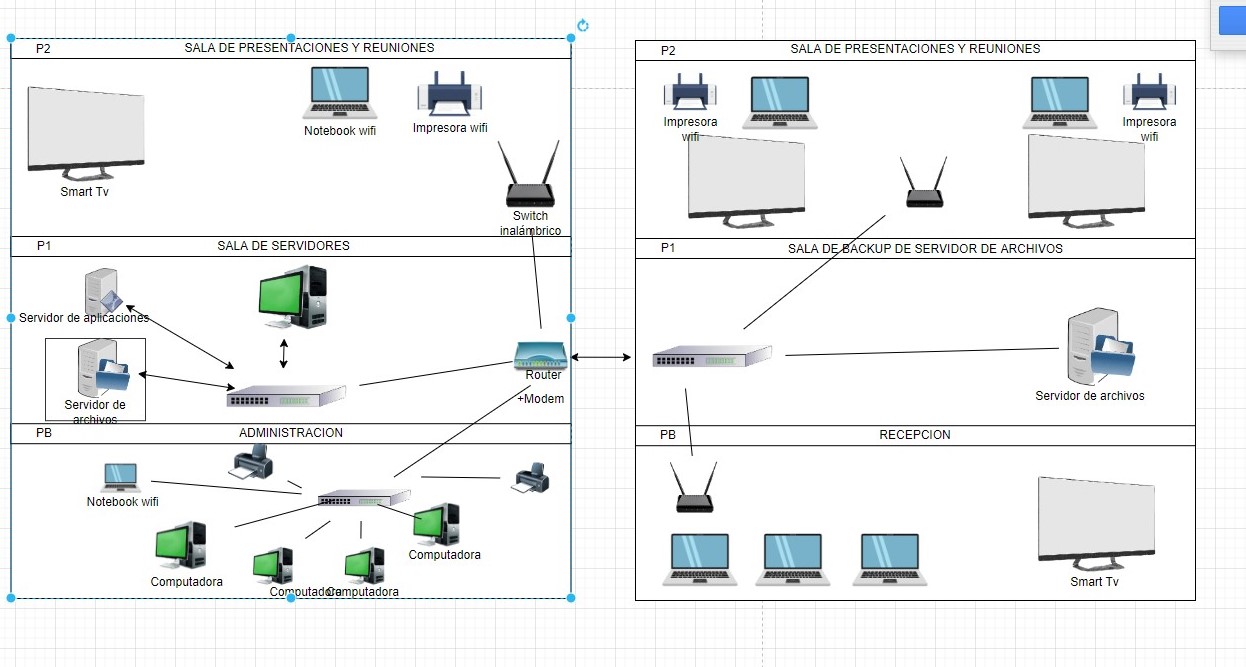 P2
SALA DE PRESENTACIONES Y REUNIONES
Smart Tv
Notebook wifi
Impresora wifi
Switch
inalámbrico
P1
SALA DE SERVIDORES
Servidor de aplicaciones
Servidor de
archivos
Router
+Modem
PB
ADMINISTRACION
Notebook wifi
Computadora
Computadora
Computadora
Computadora
P2
SALA DE PRESENTACIONES Y REUNIONES
Impresora
wifi
Impresora
wifi
P1
SALA DE BACKUP DE SERVIDOR DE ARCHIVOS
Servidor de archivos
PB
RECEPCION
Smart Tv